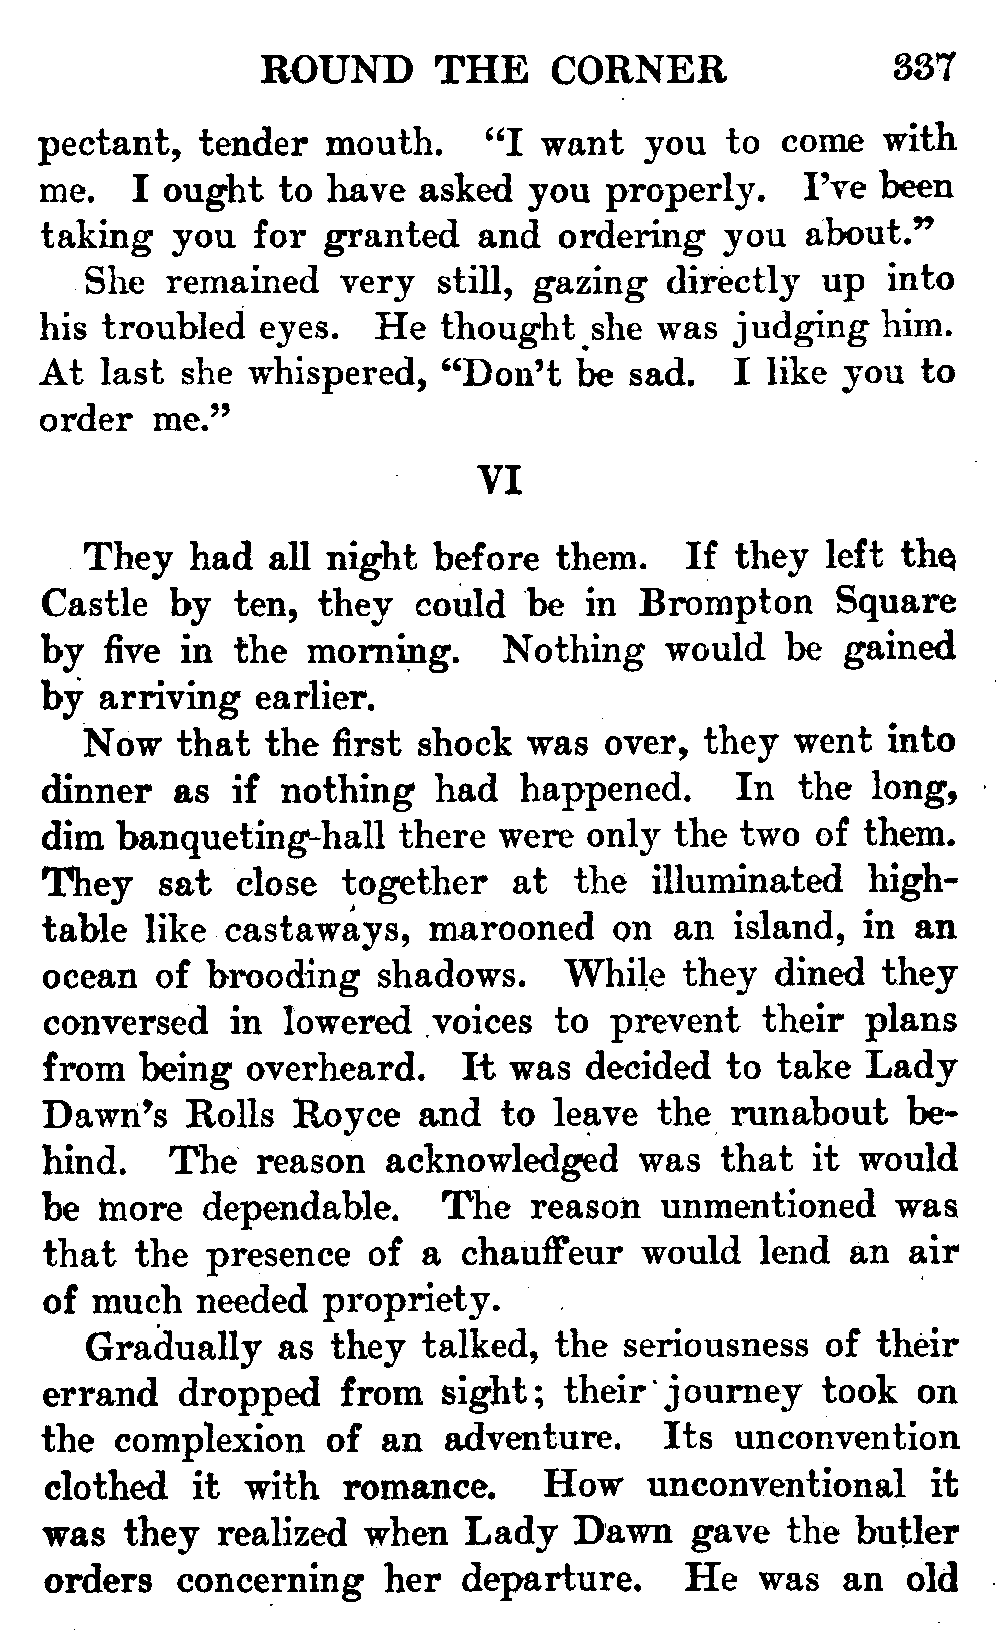 ROUND THE CORNER 337
pectant, tender mouth. “I want you to come with
me. I ought to have asked you properly. I’ve been
taking you for granted and ordering you about.”
She remained very still, gazing directly up into
his troubled eyes. He thought she was judging him.
At last she whispered, “Don’t be sad. I like you to
order me.”
VI
They had all night before them. If they left the
Castle by ten, they could be in Brompton Square
by five in the morning. Nothing would be gained
by arriving earlier.
Now that the first shock was over, they went into
dinner as if nothing had happened. In the long,
dim banqueting-hall there were only the two of them.
They sat close together at the illuminated high-
table like castaways, marooned on an island, in an
ocean of brooding shadows. While they dined they
conversed in lowered voices to prevent their plans
from being overheard. It was decided to take Lady
Dawn’s Rolls Royce and to leave the runabout be-
hind. The reason acknowledged was that it would
be more dependable. The reason unmentioned was
that the presence of a chauffeur would lend an air
of much needed propriety.
Gradually as they talked, the seriousness of their
errand dropped from sight; their journey took on
the complexion of an adventure. Its unconvention
clothed it with romance. How unconventional it
was they realized when Lady Dawn gave the butler
orders concerning her departure. He was an old